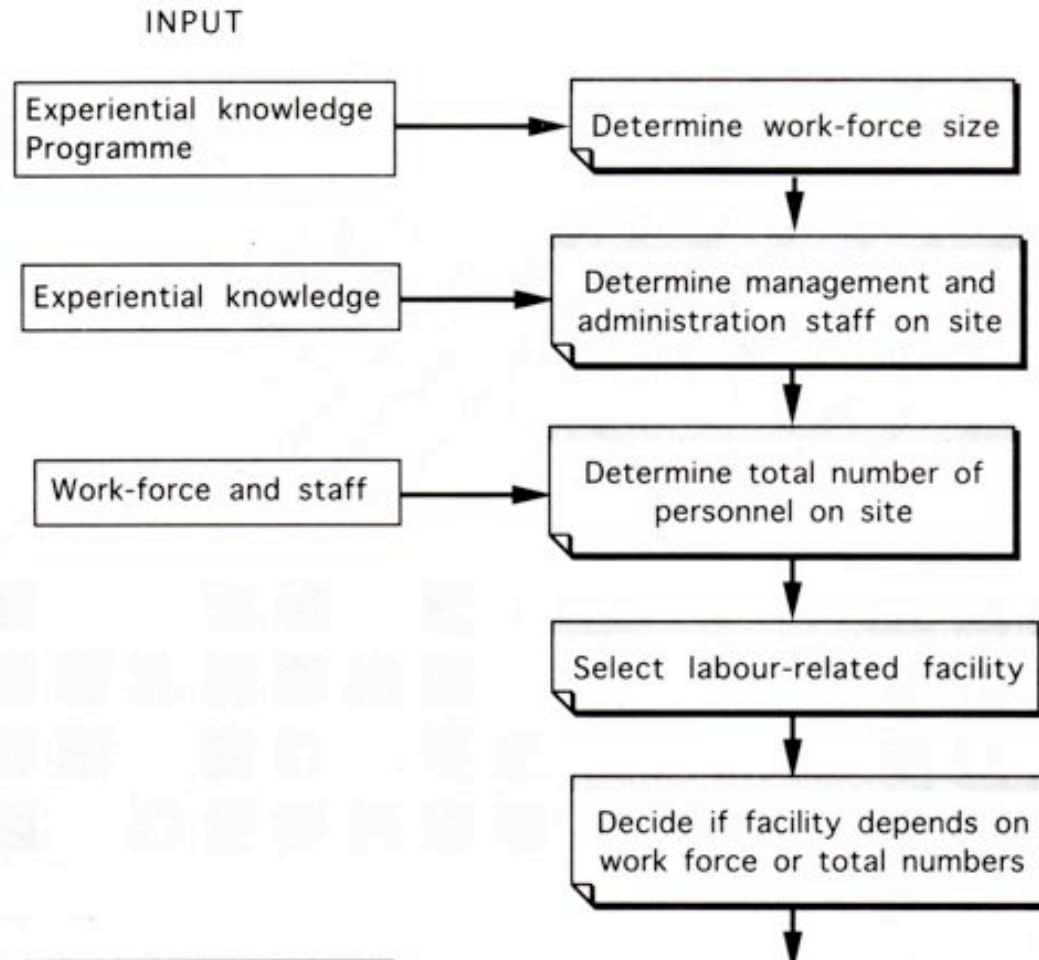 INPUT
Experiential knowledge
Programme
Determine work-force size
Experiential knowledge
Determine management and
administration staff on site
Work-force and staff
Determine total number of
personnel on site
Select labour-related facility
Decide if facility depends on
work force or total numbers